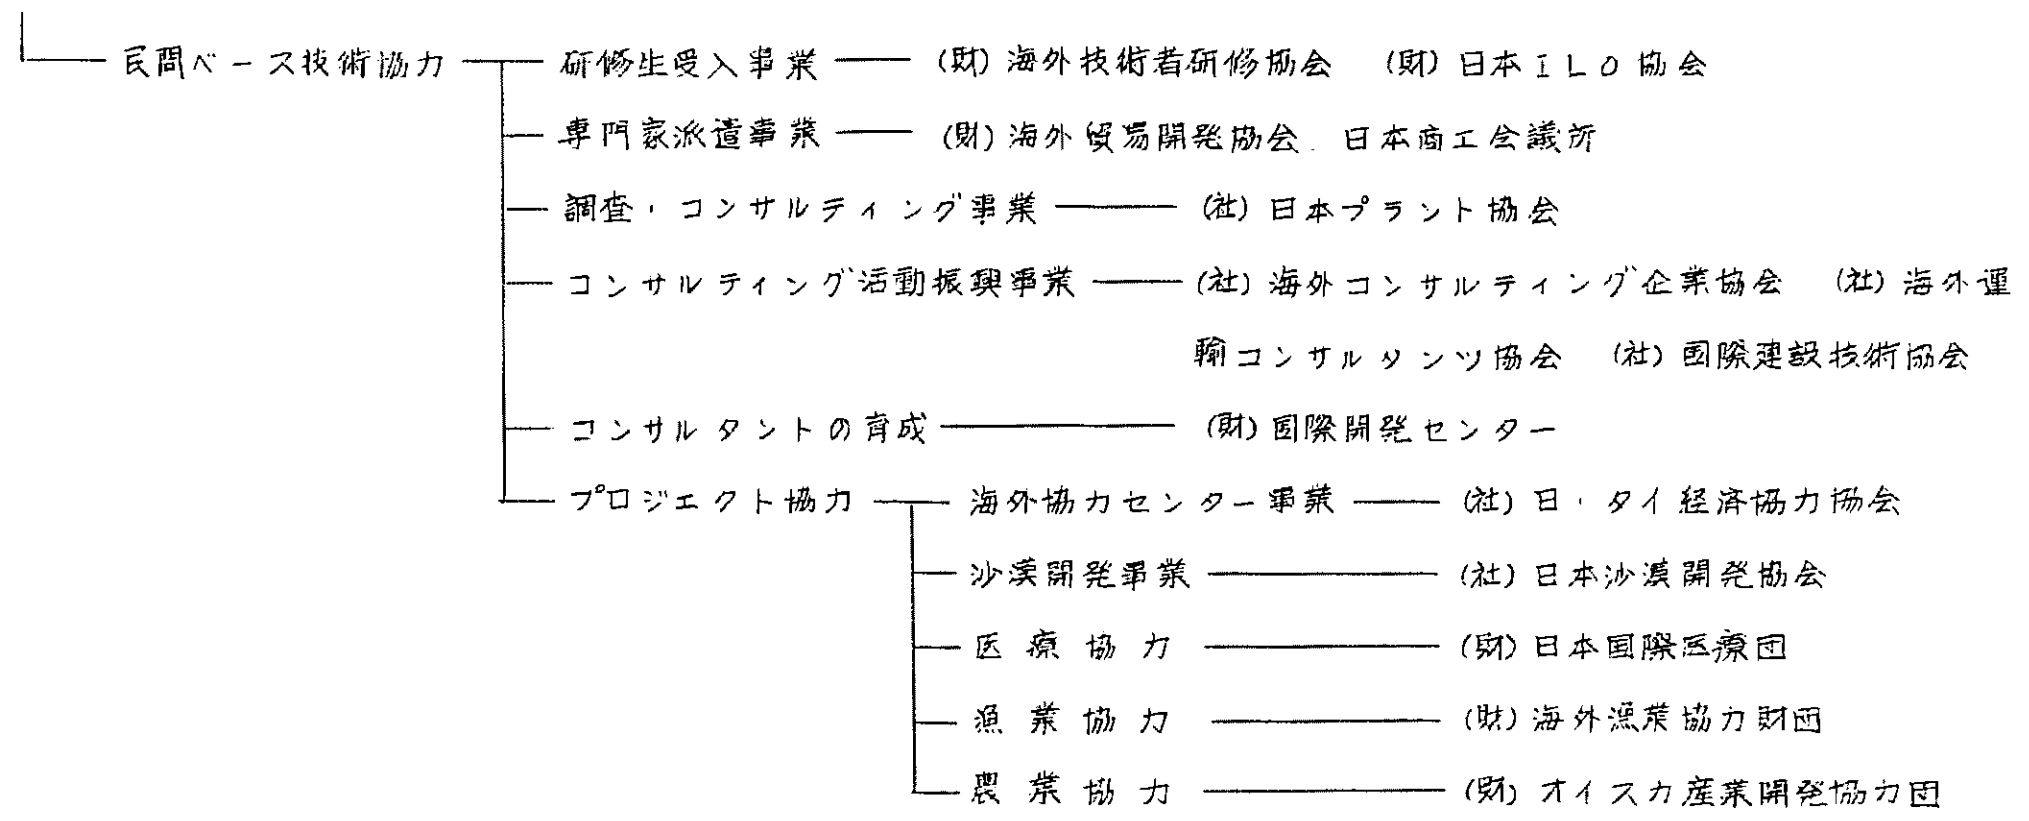 民間ベース技術協力 研修生受入事業 (財)海外技術者研修協会 (財)日本ILO協会
専門家派遣事業 (財)海外貿易開発協会、日本商工会議所
調査・コンサルティング事業 (社)日本プラント協会
コンサルティング活動振興事業 (社)海外コンサルティング企業協会 (社)海外運
輸コンサルタンツ協会 (社)国際建設技術協会
コンサルタントの育成 (財)国際開発センター
プロジェクト協力 海外協力センター事業 (社)日・タイ経済協力協会
沙漠開発事業 (社)日本沙漠開発協会
医療協力 (財)日本国際医療団
漁業協力 (財)海外漁業協力財団
農業協力 (財)オイスカ産業開発協力団